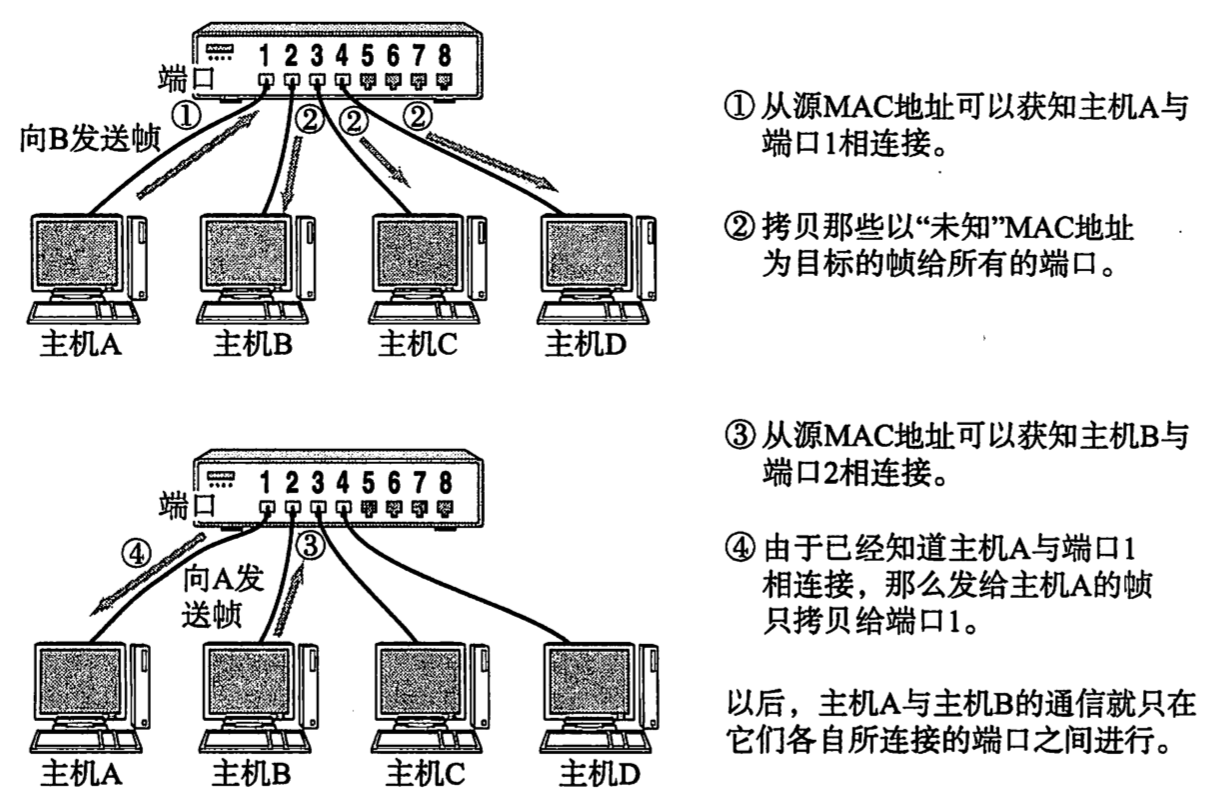 1 2 3 4 5 6 7 8
端口
①
②
②
②
向B发送帧
主机A
主机B
主机C
主机D
①从源MAC地址可以获知主机A与
端口1相连接。
②拷贝那些以“未知”MAC地址
为目标的帧给所有的端口。
1 2 3 4 5 6 7 8
端口
④
③
向A发
送帧
主机A
主机B
主机C
主机D
③从源MAC地址可以获知主机B与
端口2相连接。
④由于已经知道主机A与端口1
相连接，那么发给主机A的帧
只拷贝给端口1。
以后，主机A与主机B的通信就只在
它们各自所连接的端口之间进行。